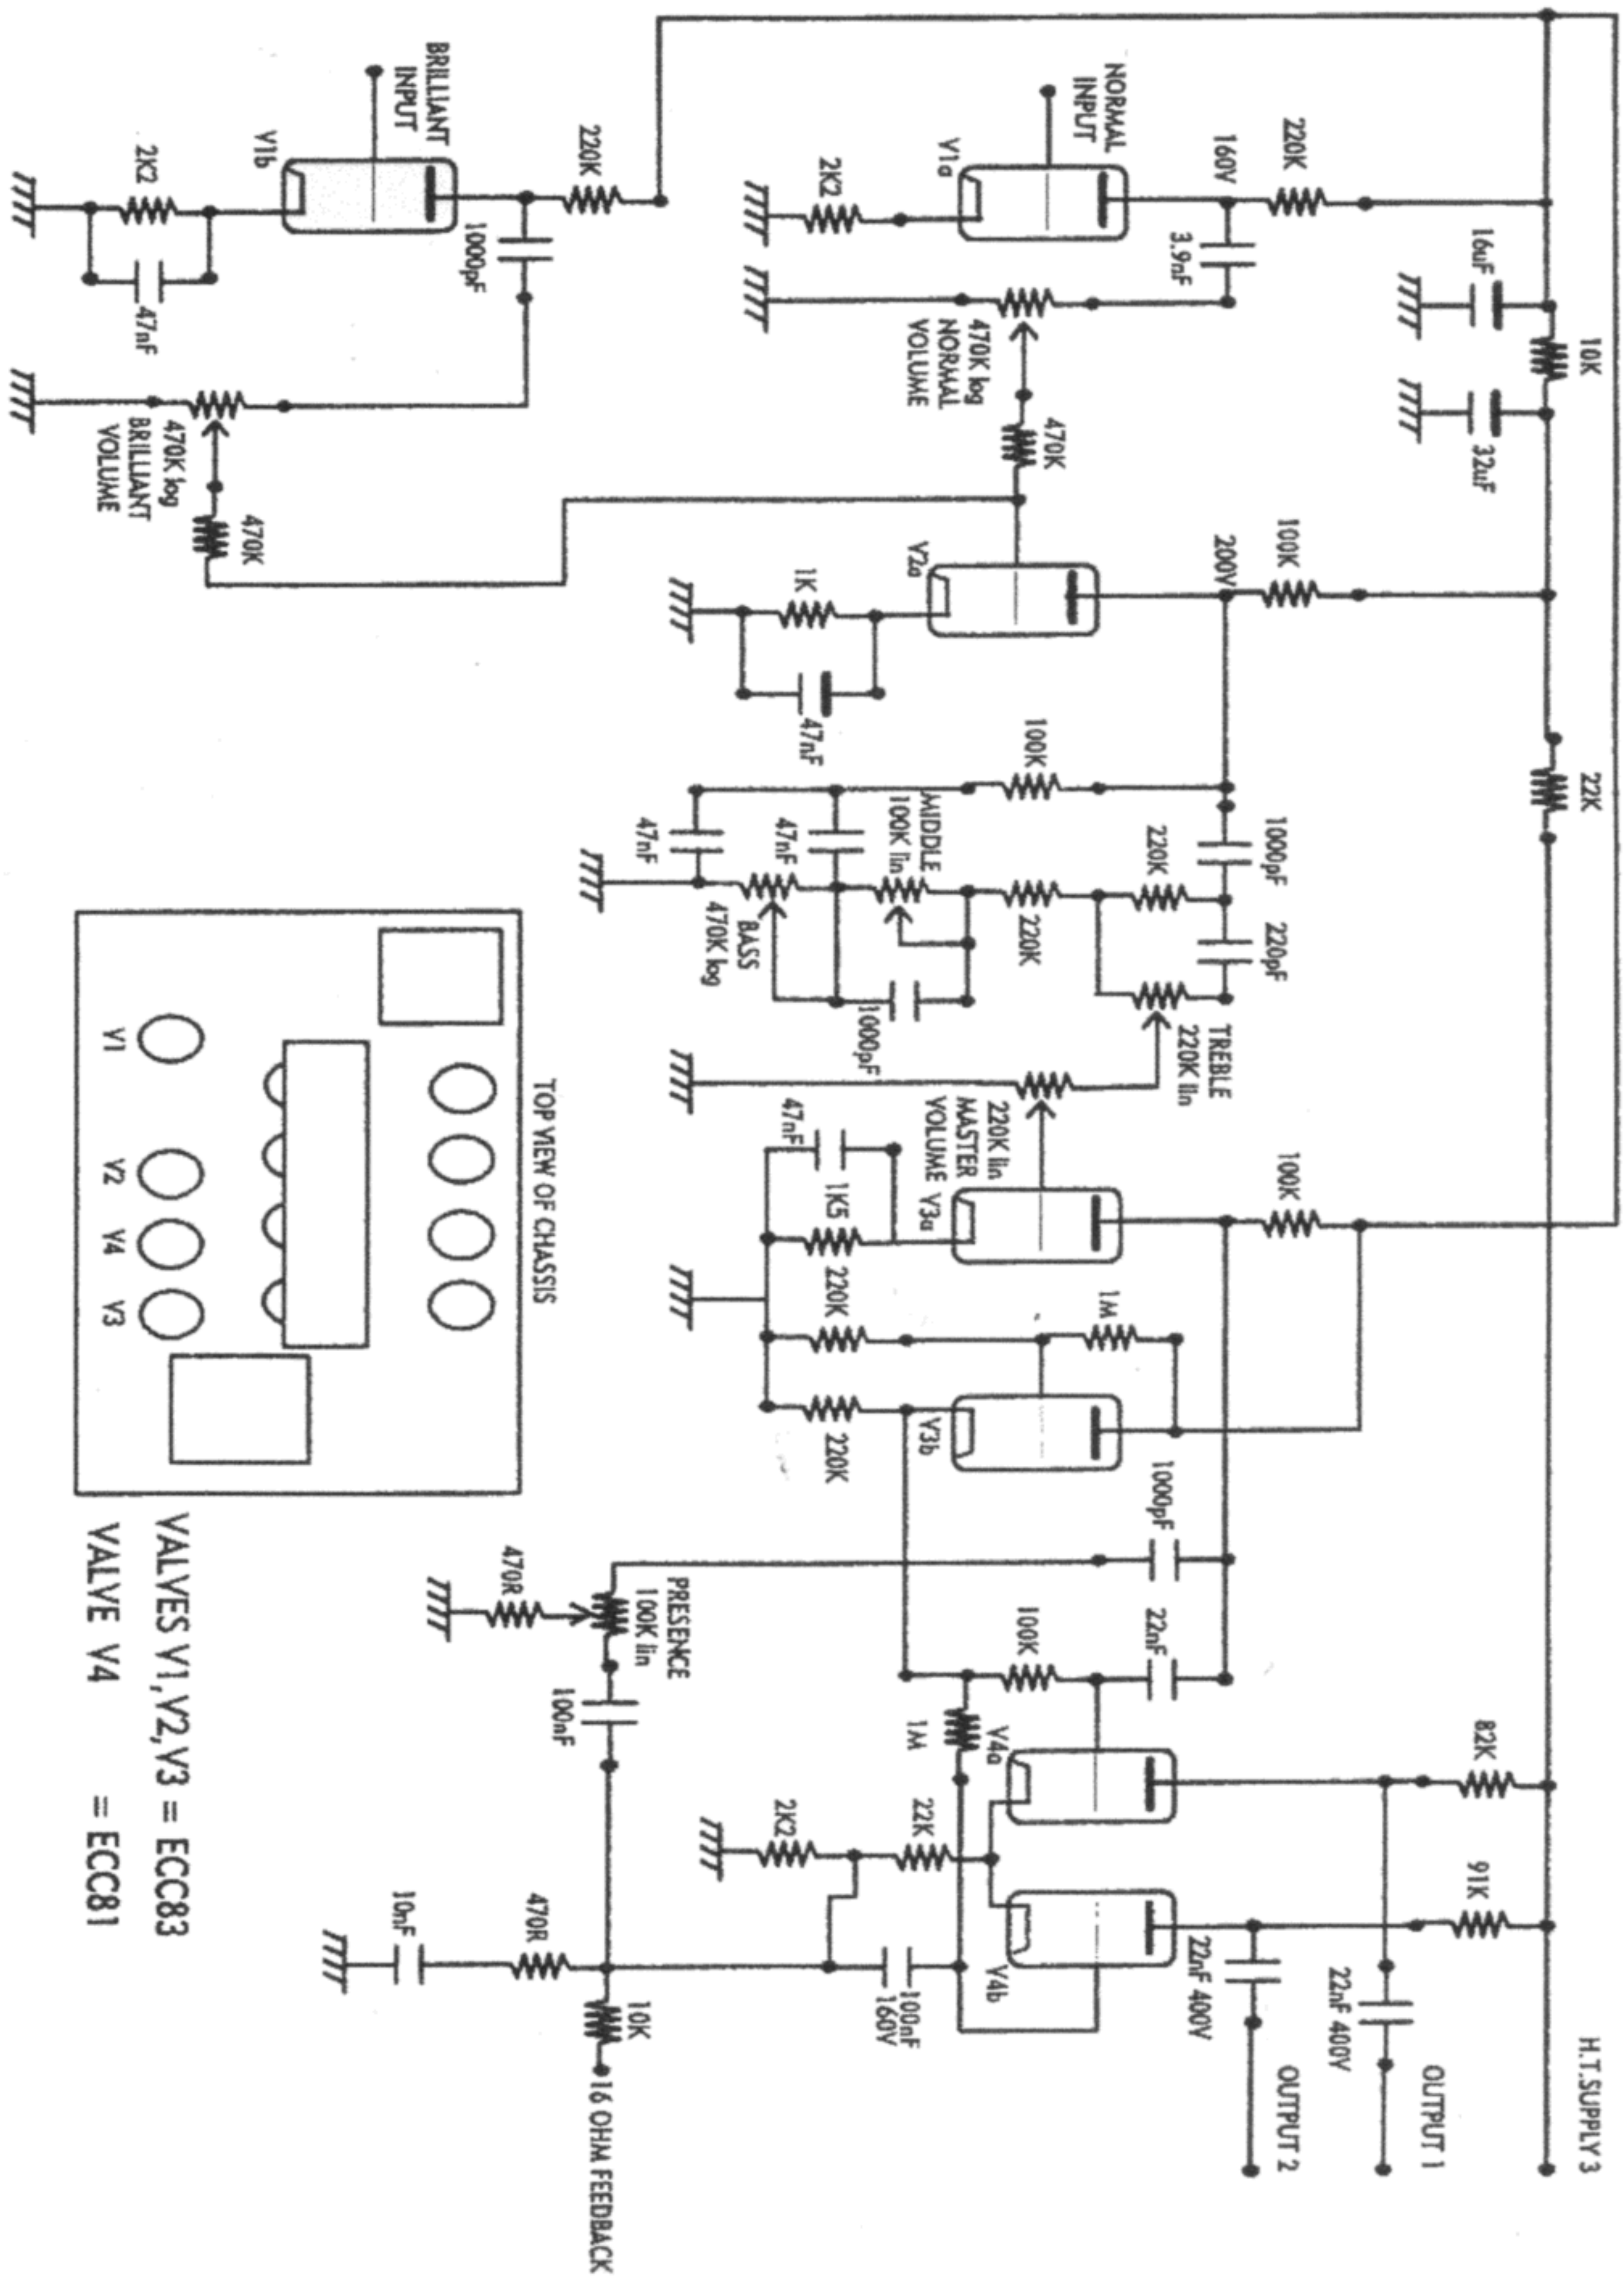 H.T.SUPPLY 3
10K
22K
16uF
32uF
220K
160V
3.9nF
NORMAL
INPUT
V1a
2K2
470K log
NORMAL
VOLUME
470K
BRILLIANT
INPUT
V1b
220K
1000pF
2K2
47nF
470K log
BRILLIANT
VOLUME
470K
100K
200V
V2a
1K
47nF
100K
1000pF
220pF
220K
TREBLE
220K lin
220K
MIDDLE
100K lin
47nF
47nF
BASS
470K log
1000pF
220K lin
MASTER
VOLUME
100K
V3a
47nF
1K5
220K
1M
V3b
220K
1000pF
22nF
100K
PRESENCE
100K lin
470R
100nF
1M
V4a
82K
91K
22K
2K2
V4b
22nF 400V
22nF 400V
OUTPUT 1
OUTPUT 2
100nF
160V
470R
10nF
10K
16 OHM FEEDBACK
TOP VIEW OF CHASSIS
V1
V2
V4
V3
VALVES V1,V2,V3 = ECC83
VALVE V4 = ECC81